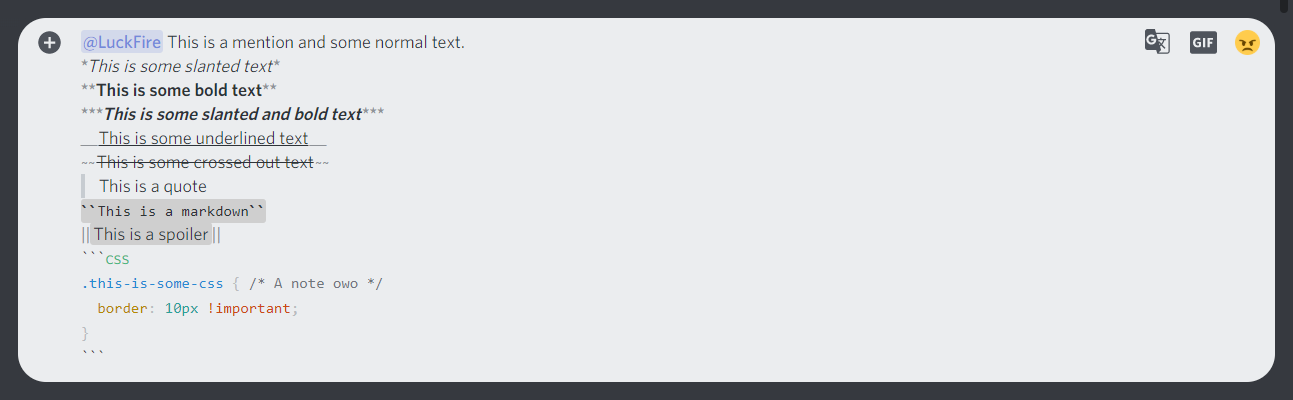 @LuckFire This is a mention and some normal text.
*This is some slanted text*
**This is some bold text**
***This is some slanted and bold text***
__This is some underlined text__
~~This is some crossed out text~~
This is a quote
``This is a markdown``
||This is a spoiler||
```css
.this-is-some-css { /* A note owo */
  border: 10px !important;
}
```
GIF